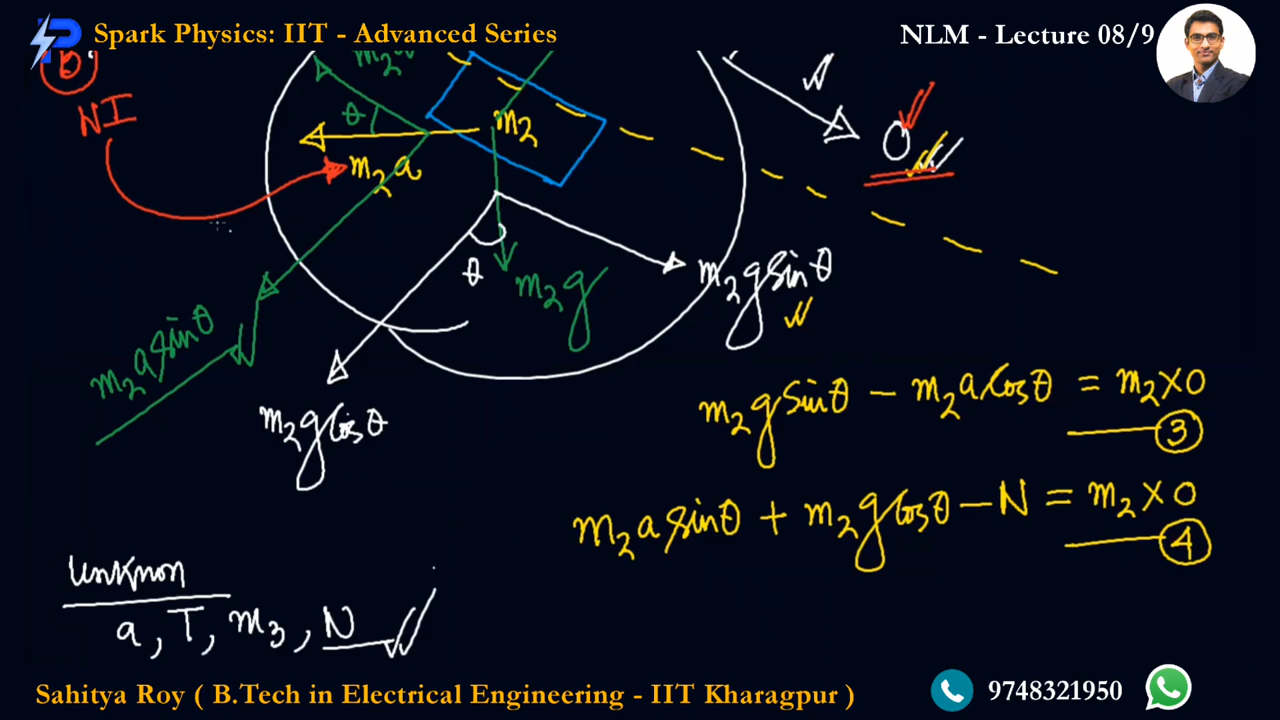 Spark Physics: IIT - Advanced Series
NLM - Lecture 08/9
B
NI
θ
m₂
m₂a
0
θ
m₂g
m₂g sinθ
m₂a sinθ
m₂g cosθ
m₂g sinθ - m₂a cosθ = m₂×0
3
m₂a sinθ + m₂g cosθ - N = m₂×0
4
unknon
a, T, m₃, N
Sahitya Roy ( B.Tech in Electrical Engineering - IIT Kharagpur )
9748321950